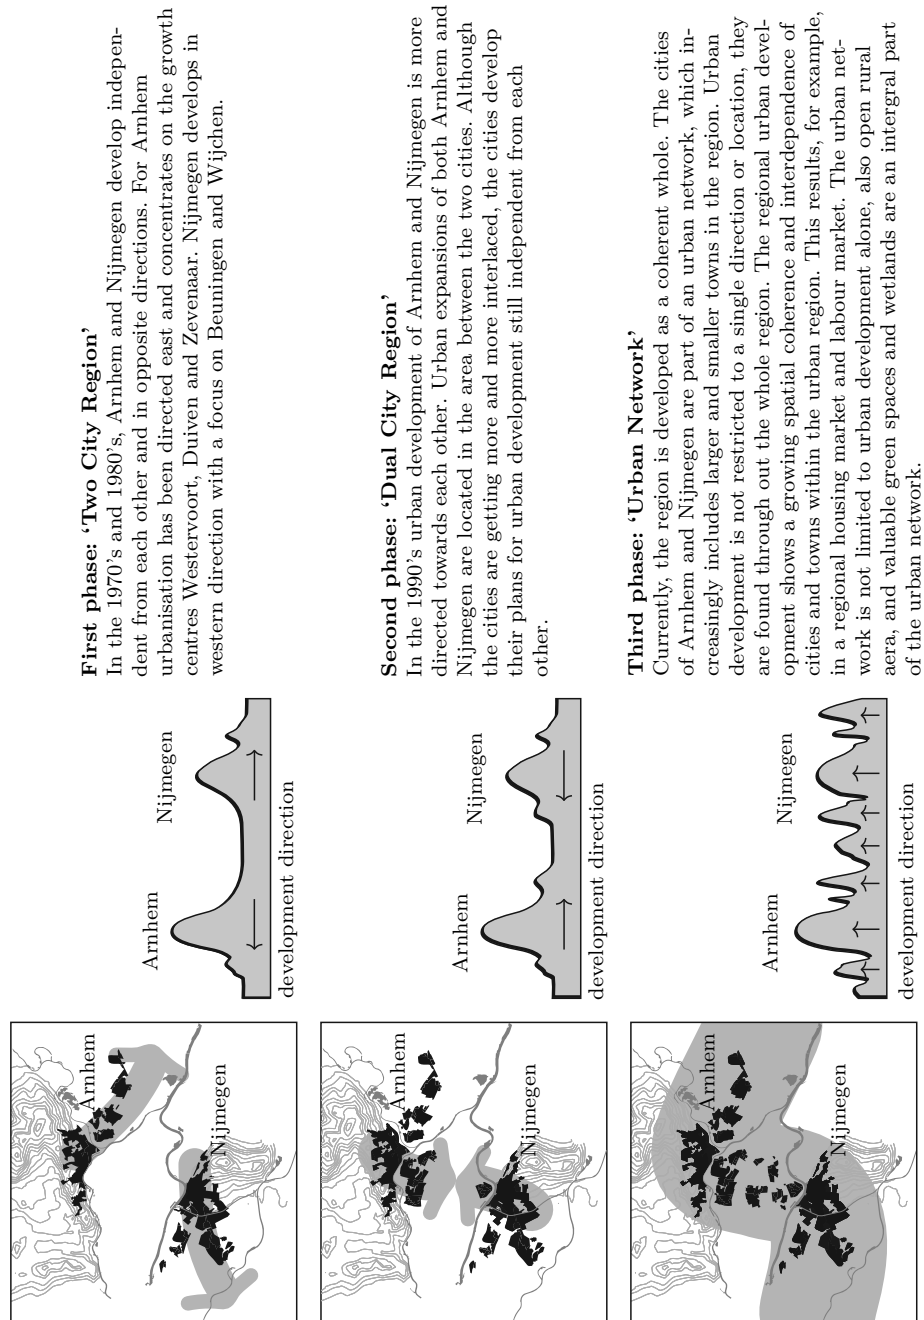 Arnhem
Nijmegen
Arnhem
Nijmegen
development direction
First phase: ‘Two City Region’
In the 1970’s and 1980’s, Arnhem and Nijmegen develop indepen-
dent from each other and in opposite directions. For Arnhem
urbanisation has been directed east and concentrates on the growth
centres Westervoort, Duiven and Zevenaar. Nijmegen develops in
western direction with a focus on Beuningen and Wijchen.
Arnhem
Nijmegen
Arnhem
Nijmegen
development direction
Second phase: ‘Dual City Region’
In the 1990’s urban development of Arnhem and Nijmegen is more
directed towards each other. Urban expansions of both Arnhem and
Nijmegen are located in the area between the two cities. Although
the cities are getting more and more interlaced, the cities develop
their plans for urban development still independent from each
other.
Arnhem
Nijmegen
Arnhem
Nijmegen
development direction
Third phase: ‘Urban Network’
Currently, the region is developed as a coherent whole. The cities
of Arnhem and Nijmegen are part of an urban network, which in-
creasingly includes larger and smaller towns in the region. Urban
development is not restricted to a single direction or location, they
are found through out the whole region. The regional urban devel-
opment shows a growing spatial coherence and interdependence of
cities and towns within the urban region. This results, for example,
in a regional housing market and labour market. The urban net-
work is not limited to urban development alone, also open rural
aera, and valuable green spaces and wetlands are an intergral part
of the urban network.